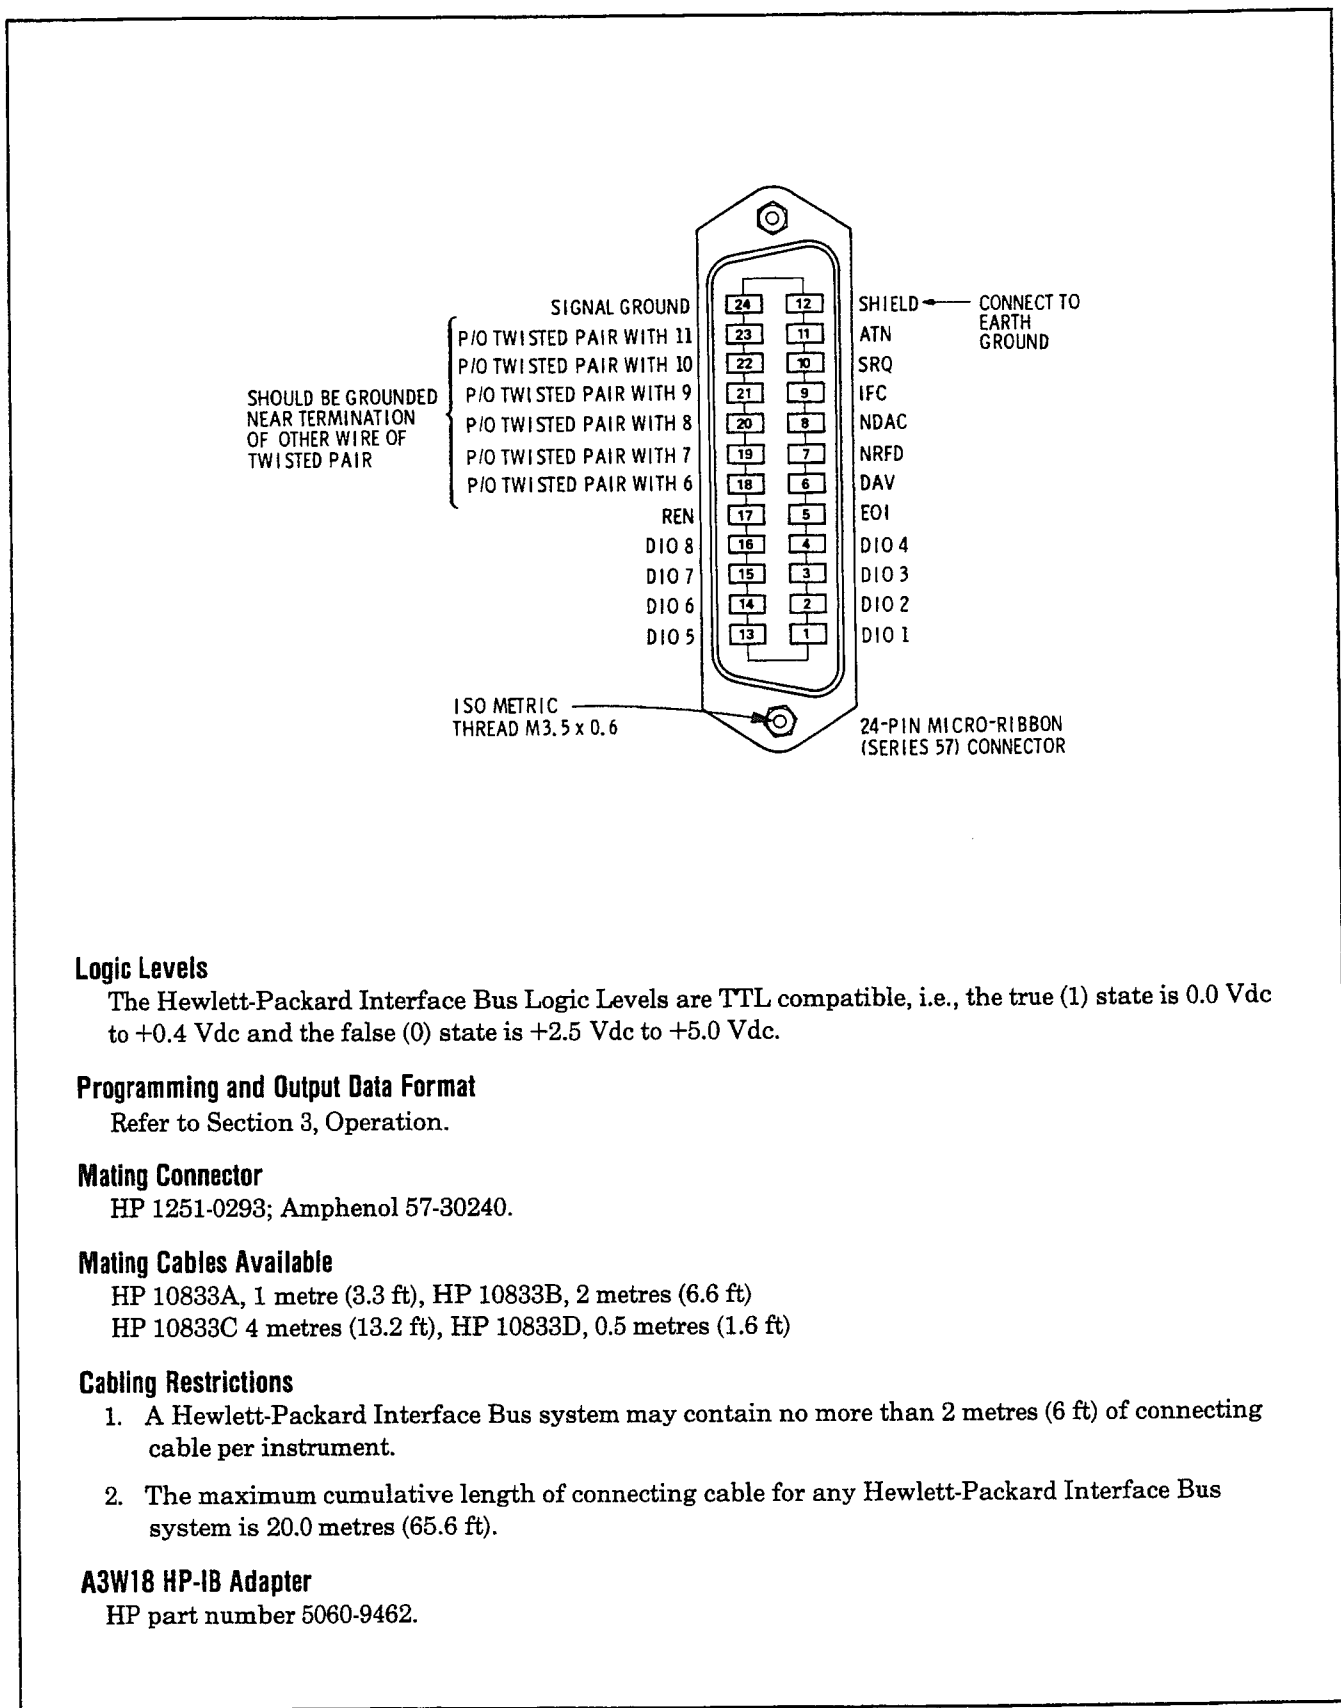 SIGNAL GROUND 24 12 SHIELD CONNECT TO EARTH GROUND
P/O TWISTED PAIR WITH 11 23 11 ATN
P/O TWISTED PAIR WITH 10 22 10 SRQ
P/O TWISTED PAIR WITH 9 21 9 IFC
P/O TWISTED PAIR WITH 8 20 8 NDAC
P/O TWISTED PAIR WITH 7 19 7 NRFD
P/O TWISTED PAIR WITH 6 18 6 DAV
SHOULD BE GROUNDED
NEAR TERMINATION
OF OTHER WIRE OF
TWISTED PAIR
REN 17 5 EOI
DIO 8 16 4 DIO 4
DIO 7 15 3 DIO 3
DIO 6 14 2 DIO 2
DIO 5 13 1 DIO 1
ISO METRIC
THREAD M3.5 x 0.6
24-PIN MICRO-RIBBON
(SERIES 57) CONNECTOR
Logic Levels
The Hewlett-Packard Interface Bus Logic Levels are TTL compatible, i.e., the true (1) state is 0.0 Vdc
to +0.4 Vdc and the false (0) state is +2.5 Vdc to +5.0 Vdc.
Programming and Output Data Format
Refer to Section 3, Operation.
Mating Connector
HP 1251-0293; Amphenol 57-30240.
Mating Cables Available
HP 10833A, 1 metre (3.3 ft), HP 10833B, 2 metres (6.6 ft)
HP 10833C 4 metres (13.2 ft), HP 10833D, 0.5 metres (1.6 ft)
Cabling Restrictions
1. A Hewlett-Packard Interface Bus system may contain no more than 2 metres (6 ft) of connecting
cable per instrument.
2. The maximum cumulative length of connecting cable for any Hewlett-Packard Interface Bus
system is 20.0 metres (65.6 ft).
A3W18 HP-IB Adapter
HP part number 5060-9462.